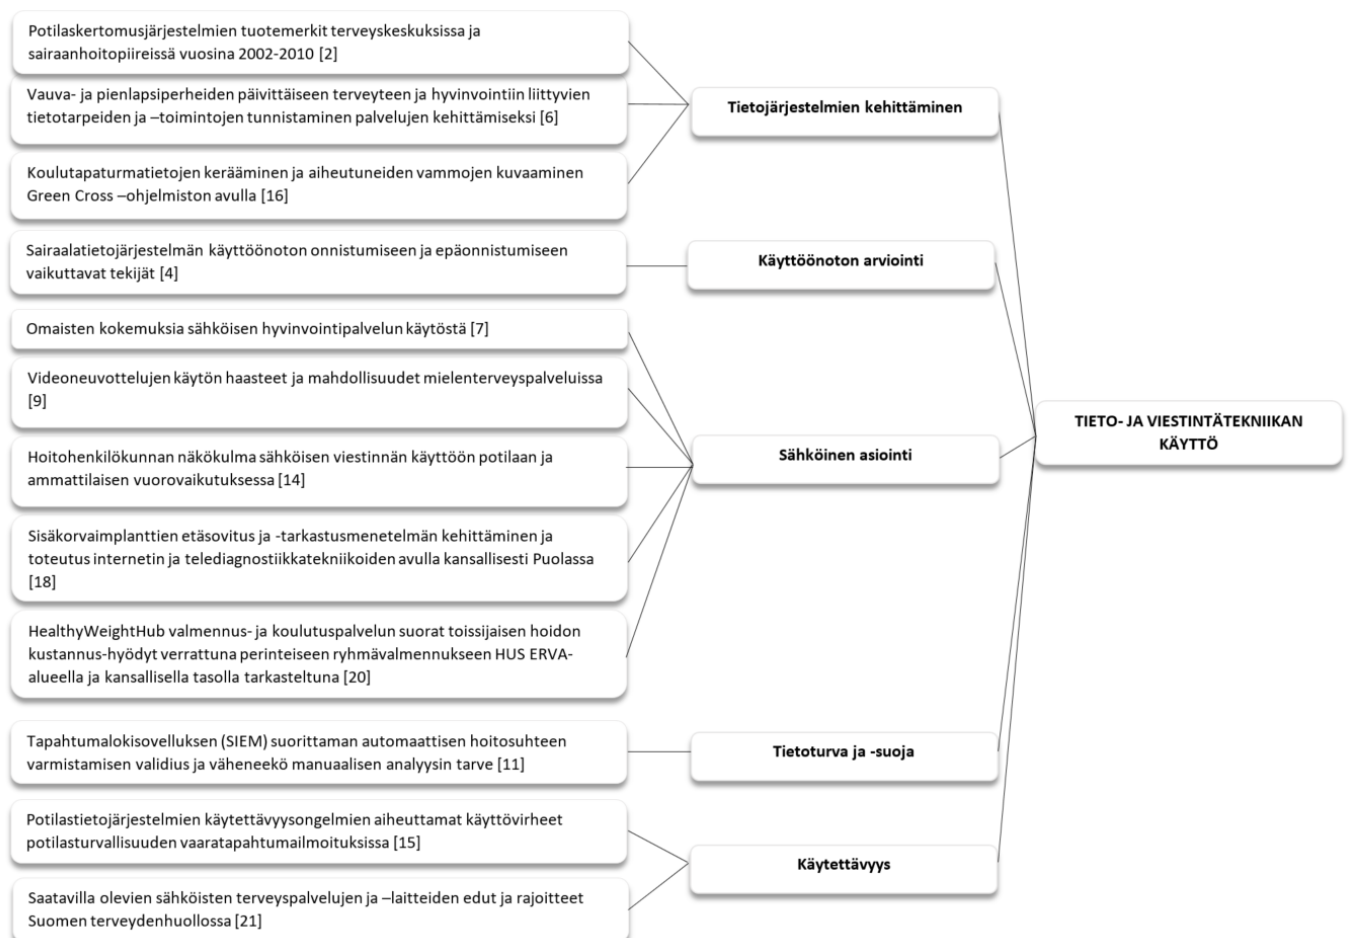 Potilaskertomusjärjestelmien tuotemerkit terveyskeskuksissa ja
sairaanhoitopiireissä vuosina 2002-2010 [2]
Vauva- ja pienlapsiperheiden päivittäiseen terveyteen ja hyvinvointiin liittyvien
tietotarpeiden ja –toimintojen tunnistaminen palvelujen kehittämiseksi [6]
Koulutapaturmatietojen kerääminen ja aiheutuneiden vammojen kuvaaminen
Green Cross –ohjelmiston avulla [16]
Tietojärjestelmien kehittäminen
Sairaalatietojärjestelmän käyttöönoton onnistumiseen ja epäonnistumiseen
vaikuttavat tekijät [4]
Käyttöönoton arviointi
Omaisten kokemuksia sähköisen hyvinvointipalvelun käytöstä [7]
Videoneuvottelujen käytön haasteet ja mahdollisuudet mielenterveyspalveluissa
[9]
Hoitohenkilökunnan näkökulma sähköisen viestinnän käyttöön potilaan ja
ammattilaisen vuorovaikutuksessa [14]
Sisäkorvaimplanttien etäsovitus ja -tarkastusmenetelmän kehittäminen ja
toteutus internetin ja telediagnostiikkatekniikoiden avulla kansallisesti Puolassa
[18]
HealthyWeightHub valmennus- ja koulutuspalvelun suorat toissijaisen hoidon
kustannus-hyödyt verrattuna perinteiseen ryhmävalmennukseen HUS ERVA-
alueella ja kansallisella tasolla tarkasteltuna [20]
Sähköinen asiointi
Tapahtumalokisovelluksen (SIEM) suorittaman automaattisen hoitosuhteen
varmistamisen validius ja väheneekö manuaalisen analyysin tarve [11]
Tietoturva ja -suoja
Potilastietojärjestelmien käytettävyysongelmien aiheuttamat käyttövirheet
potilasturvallisuuden vaaratapahtumailmoituksissa [15]
Saatavilla olevien sähköisten terveyspalvelujen ja –laitteiden edut ja rajoitteet
Suomen terveydenhuollossa [21]
Käytettävyys
TIETO- JA VIESTINTÄTEKNIIKAN
KÄYTTÖ